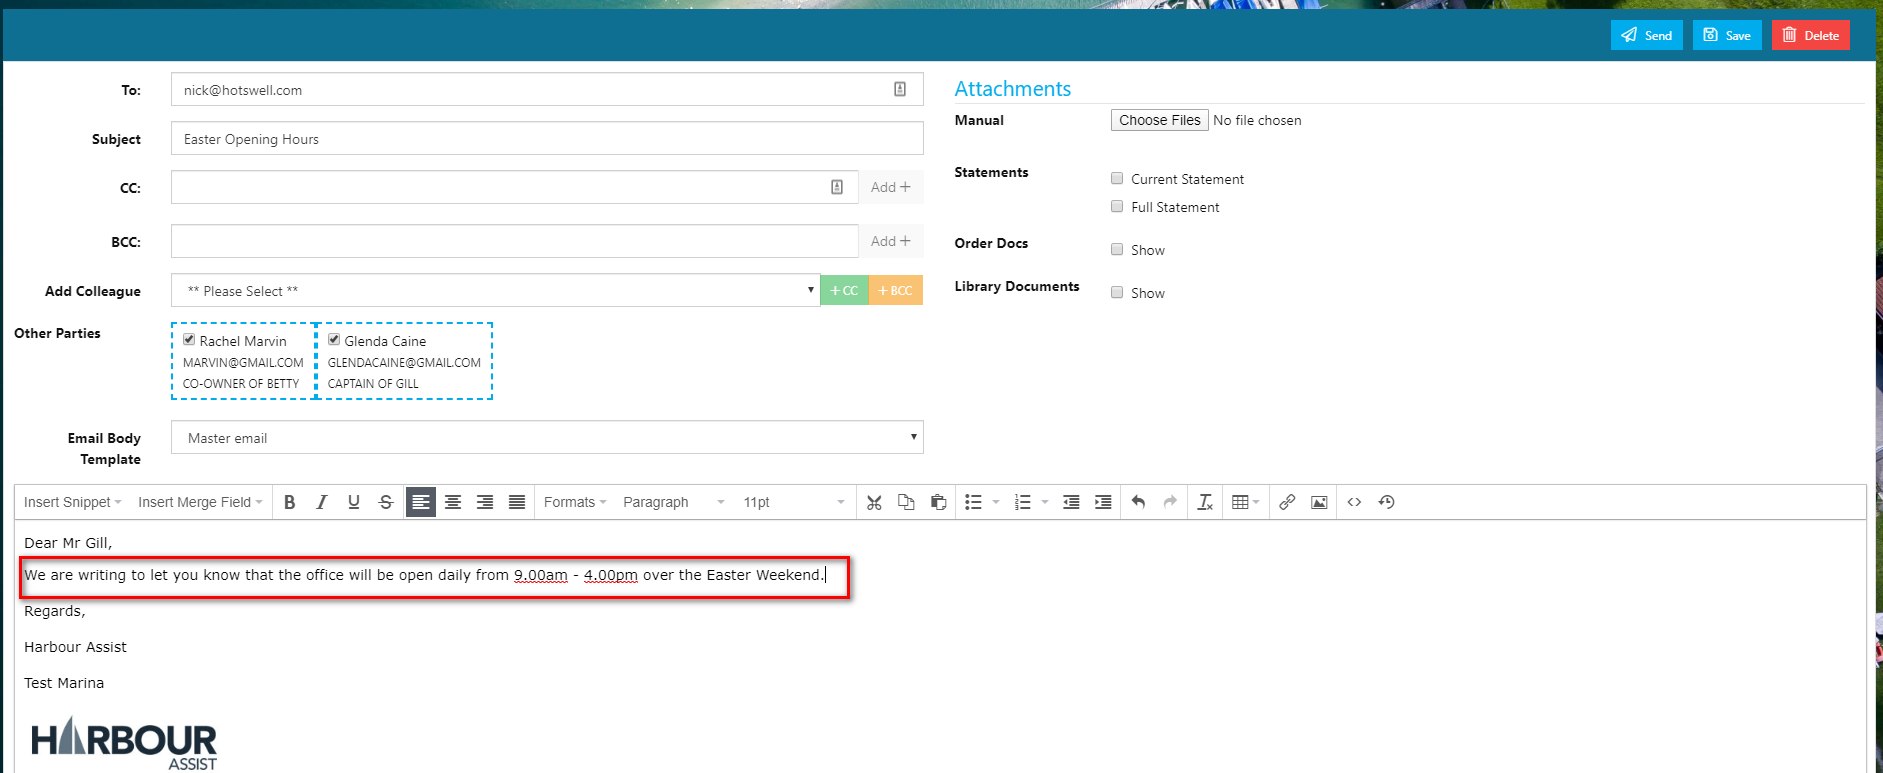 Send Save Delete
To: nick@hotswell.com
Subject Easter Opening Hours
CC: Add +
BCC: Add +
Add Colleague ** Please Select ** + CC + BCC
Other Parties
Rachel Marvin
MARVIN@GMAIL.COM
CO-OWNER OF BETTY
Glenda Caine
GLENDACAINE@GMAIL.COM
CAPTAIN OF GILL
Email Body
Template
Master email
Attachments
Manual Choose Files No file chosen
Statements Current Statement
Full Statement
Order Docs Show
Library Documents Show
Insert Snippet Insert Merge Field B I U S Formats Paragraph 11pt
Dear Mr Gill,
We are writing to let you know that the office will be open daily from 9.00am - 4.00pm over the Easter Weekend.
Regards,
Harbour Assist
Test Marina
HARBOUR
ASSIST